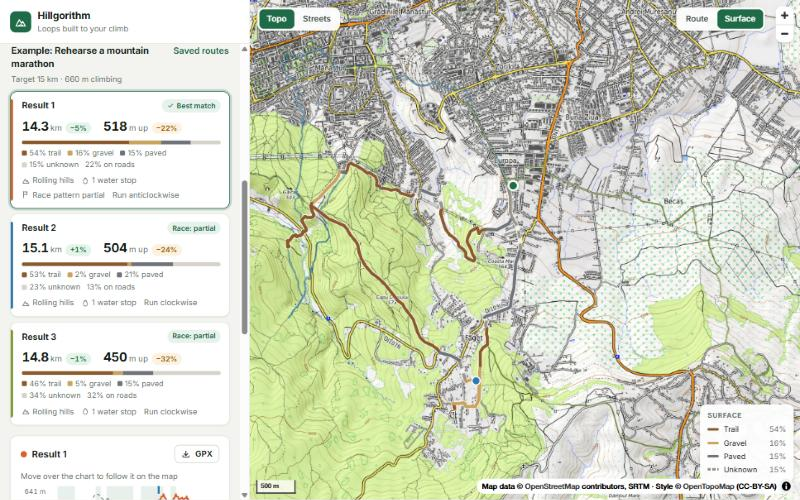 Hillgorithm
Loops built to your climb
Example: Rehearse a mountain marathon
Saved routes
Target 15 km · 660 m climbing
Result 1
✓ Best match
14.3 km −5% 518 m up −22%
54% trail 16% gravel 15% paved
15% unknown 22% on roads
Rolling hills 1 water stop
Race pattern partial Run anticlockwise
Result 2
Race: partial
15.1 km +1% 504 m up −24%
53% trail 2% gravel 21% paved
23% unknown 13% on roads
Rolling hills 1 water stop Run clockwise
Result 3
Race: partial
14.8 km −1% 450 m up −32%
46% trail 5% gravel 15% paved
34% unknown 32% on roads
Rolling hills 1 water stop Run clockwise
Result 1
GPX
Move over the chart to follow it on the map
641 m
Topo Streets
Route Surface
+
−
Europa
Becas
Făget
SURFACE
Trail 54%
Gravel 16%
Paved 15%
Unknown 15%
500 m
Map data © OpenStreetMap contributors, SRTM · Style © OpenTopoMap (CC-BY-SA)